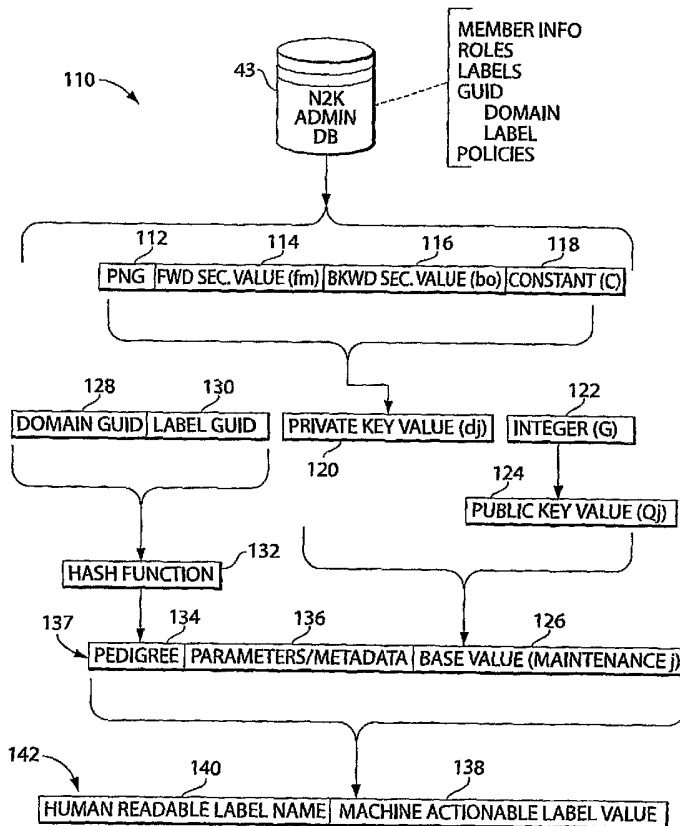 MEMBER INFO
ROLES
LABELS
GUID
DOMAIN
LABEL
POLICIES
43
110
N2K
ADMIN
DB
112
114
116
118
PNG
FWD SEC. VALUE (fm)
BKWD SEC. VALUE (bo)
CONSTANT (C)
128
130
122
DOMAIN GUID
LABEL GUID
PRIVATE KEY VALUE (dj)
INTEGER (G)
120
124
PUBLIC KEY VALUE (Qj)
HASH FUNCTION
132
137
134
136
126
PEDIGREE
PARAMETERS/METADATA
BASE VALUE (MAINTENANCE j)
142
140
138
HUMAN READABLE LABEL NAME
MACHINE ACTIONABLE LABEL VALUE